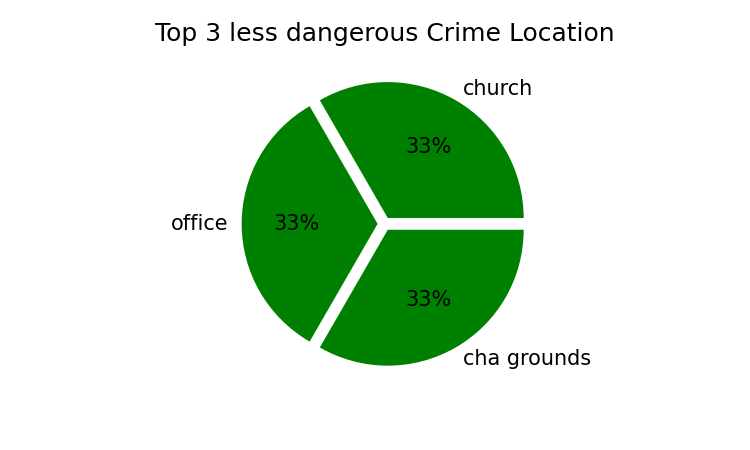 Top 3 less dangerous Crime Location
church
33%
office
33%
33%
cha grounds